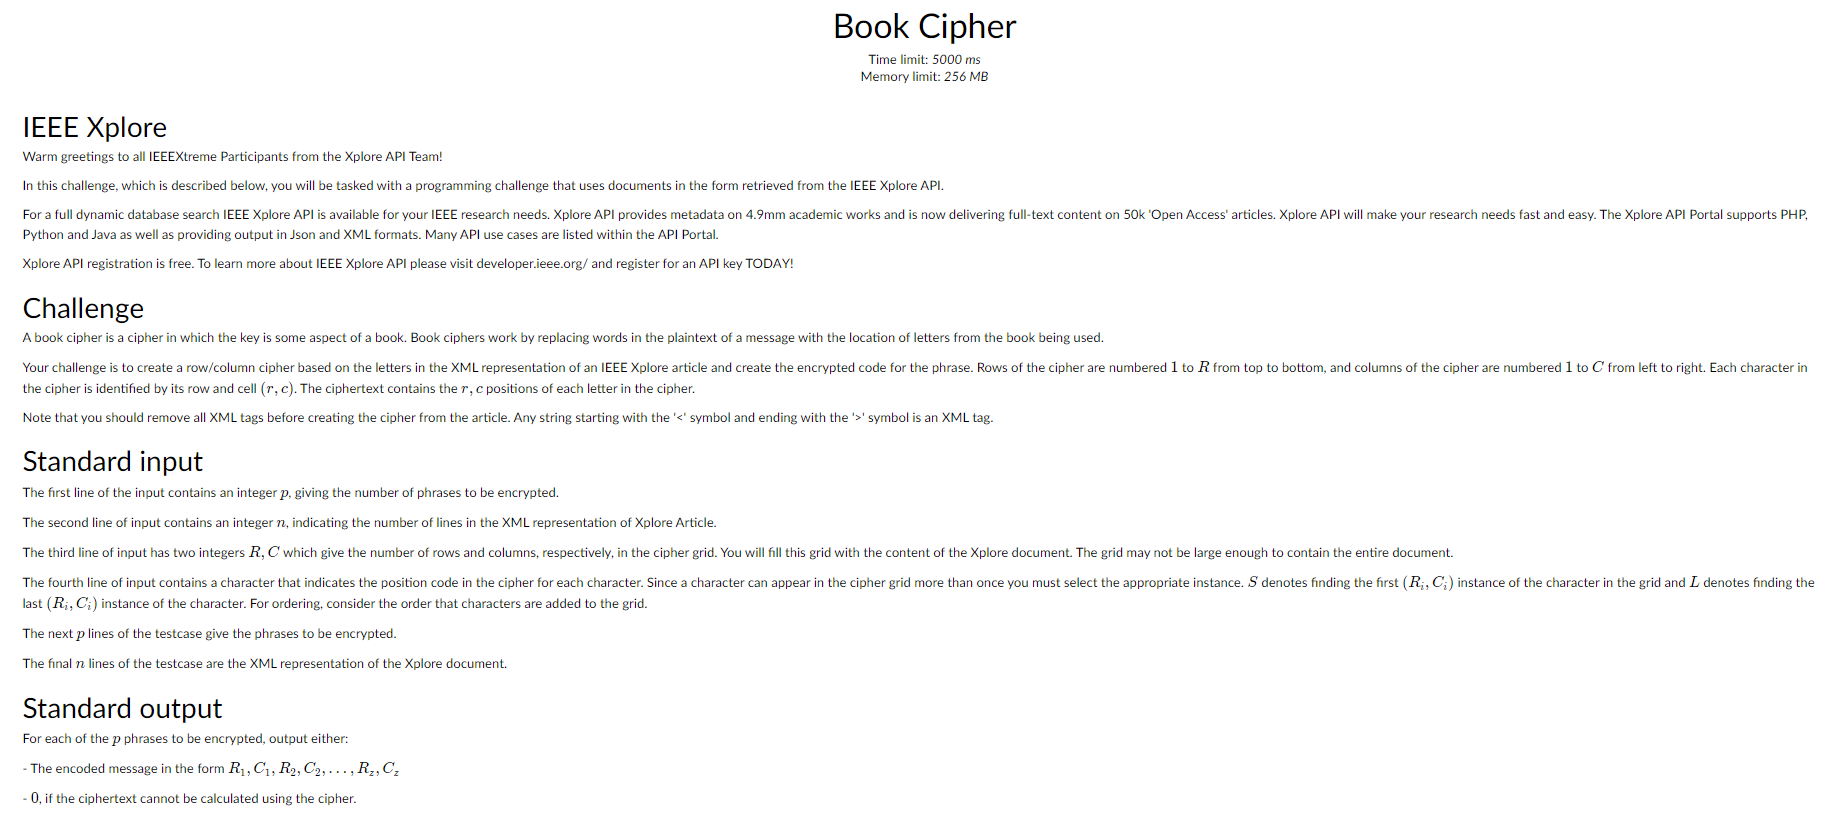 Book Cipher
Time limit: 5000 ms
Memory limit: 256 MB
IEEE Xplore
Warm greetings to all IEEEXtreme Participants from the Xplore API Team!
In this challenge, which is described below, you will be tasked with a programming challenge that uses documents in the form retrieved from the IEEE Xplore API.
For a full dynamic database search IEEE Xplore API is available for your IEEE research needs. Xplore API provides metadata on 4.9mm academic works and is now delivering full-text content on 50k 'Open Access' articles. Xplore API will make your research needs fast and easy. The Xplore API Portal supports PHP,
Python and Java as well as providing output in Json and XML formats. Many API use cases are listed within the API Portal.
Xplore API registration is free. To learn more about IEEE Xplore API please visit developer.ieee.org/ and register for an API key TODAY!
Challenge
A book cipher is a cipher in which the key is some aspect of a book. Book ciphers work by replacing words in the plaintext of a message with the location of letters from the book being used.
Your challenge is to create a row/column cipher based on the letters in the XML representation of an IEEE Xplore article and create the encrypted code for the phrase. Rows of the cipher are numbered 1 to R from top to bottom, and columns of the cipher are numbered 1 to C from left to right. Each character in
the cipher is identified by its row and cell (r, c). The ciphertext contains the r, c positions of each letter in the cipher.
Note that you should remove all XML tags before creating the cipher from the article. Any string starting with the '<' symbol and ending with the '>' symbol is an XML tag.
Standard input
The first line of the input contains an integer p, giving the number of phrases to be encrypted.
The second line of input contains an integer n, indicating the number of lines in the XML representation of Xplore Article.
The third line of input has two integers R, C which give the number of rows and columns, respectively, in the cipher grid. You will fill this grid with the content of the Xplore document. The grid may not be large enough to contain the entire document.
The fourth line of input contains a character that indicates the position code in the cipher for each character. Since a character can appear in the cipher grid more than once you must select the appropriate instance. S denotes finding the first (R_i, C_i) instance of the character in the grid and L denotes finding the
last (R_i, C_i) instance of the character. For ordering, consider the order that characters are added to the grid.
The next p lines of the testcase give the phrases to be encrypted.
The final n lines of the testcase are the XML representation of the Xplore document.
Standard output
For each of the p phrases to be encrypted, output either:
- The encoded message in the form R_1, C_1, R_2, C_2, . . . , R_z, C_z
- 0, if the ciphertext cannot be calculated using the cipher.